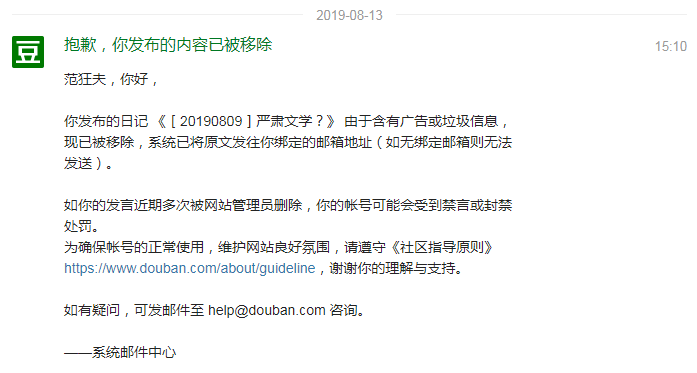 2019-08-13
豆
抱歉，你发布的内容已被移除
15:10
范狂夫，你好，
你发布的日记 《［20190809］严肃文学？》 由于含有广告或垃圾信息，
现已被移除，系统已将原文发往你绑定的邮箱地址（如无绑定邮箱则无法
发送）。
如你的发言近期多次被网站管理员删除，你的帐号可能会受到禁言或封禁
处罚。
为确保帐号的正常使用，维护网站良好氛围，请遵守《社区指导原则》
https://www.douban.com/about/guideline，谢谢你的理解与支持。
如有疑问，可发邮件至 help@douban.com 咨询。
——系统邮件中心